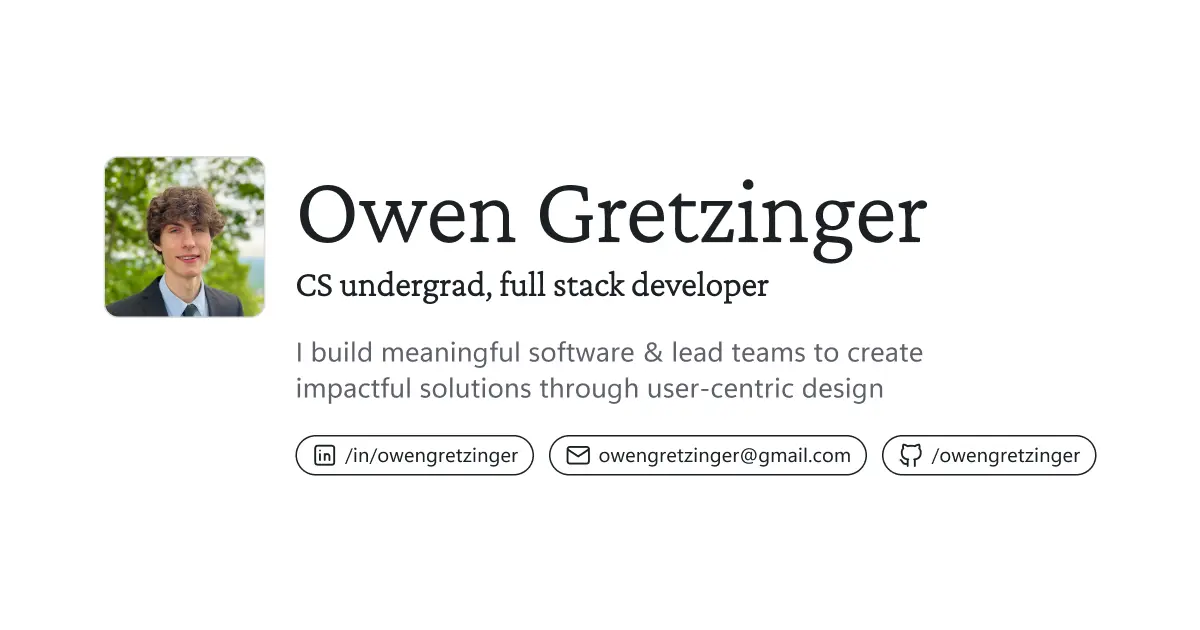 Owen Gretzinger
CS undergrad, full stack developer
I build meaningful software & lead teams to create
impactful solutions through user-centric design
/in/owengretzinger
owengretzinger@gmail.com
/owengretzinger